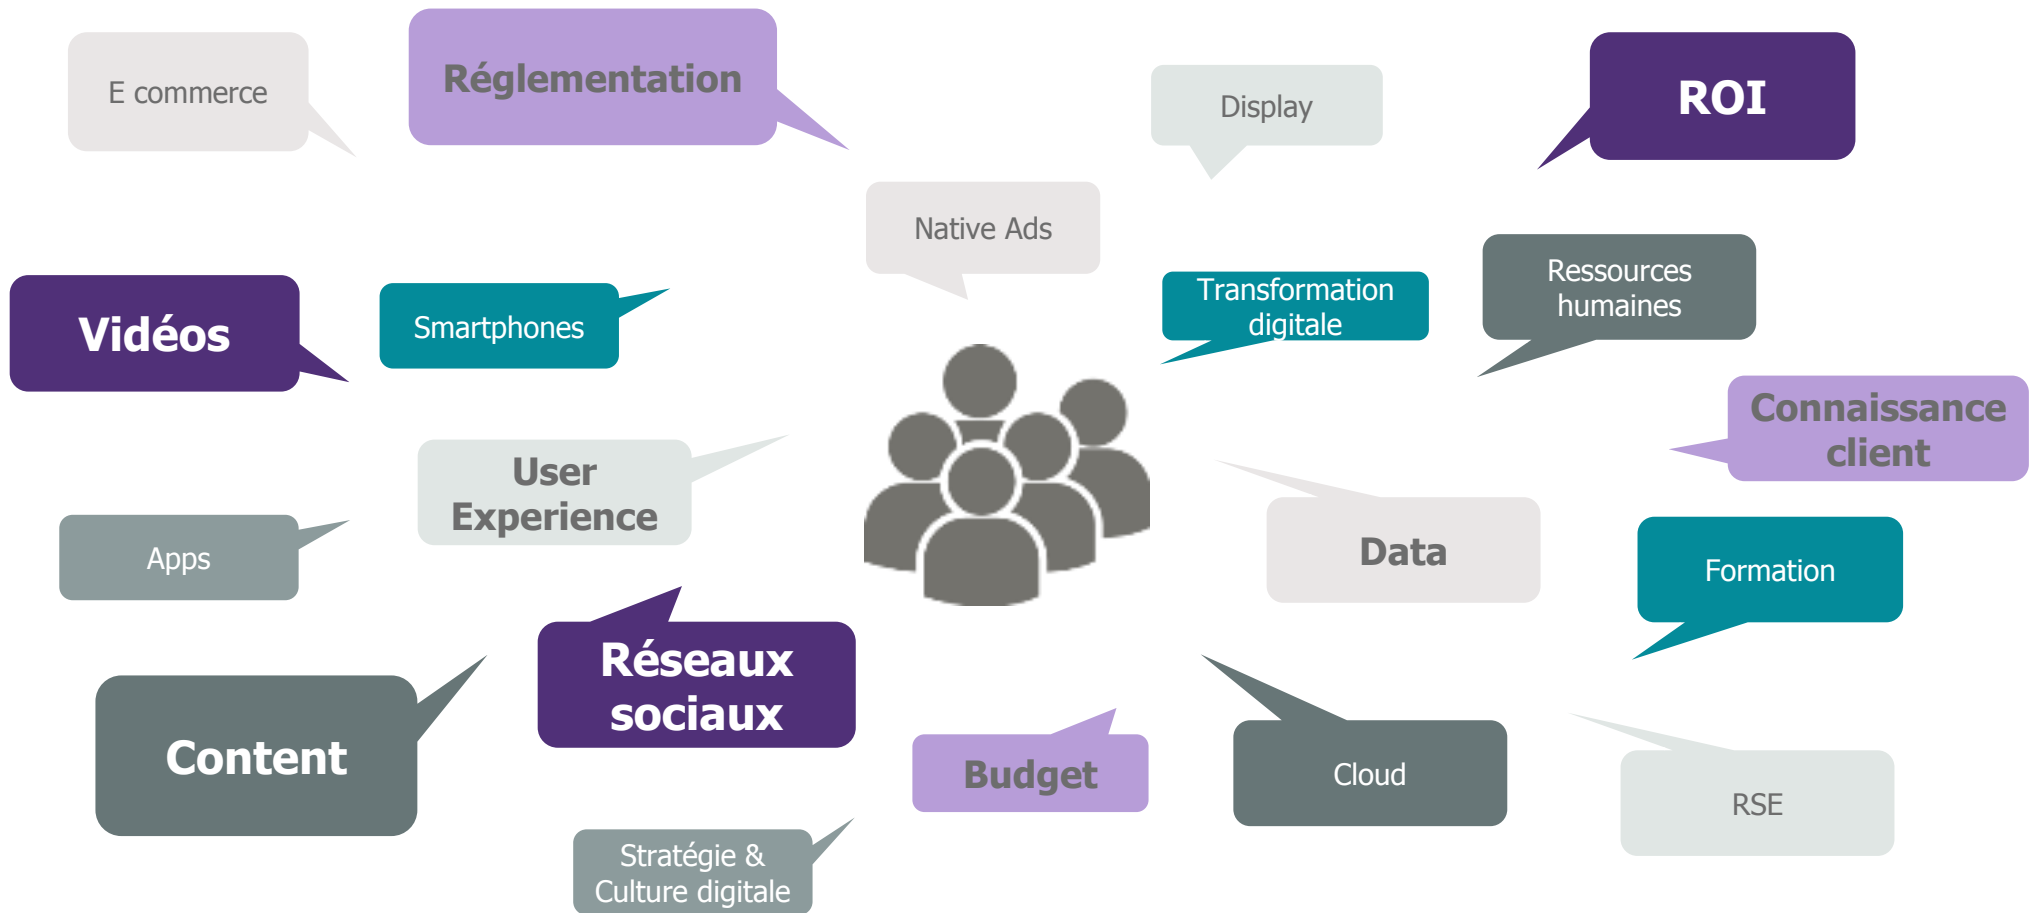 E commerce
Réglementation
Display
ROI
Native Ads
Vidéos
Smartphones
Transformation
digitale
Ressources
humaines
Connaissance
client
User
Experience
Apps
Data
Formation
Réseaux
sociaux
Content
Budget
Cloud
RSE
Stratégie &
Culture digitale